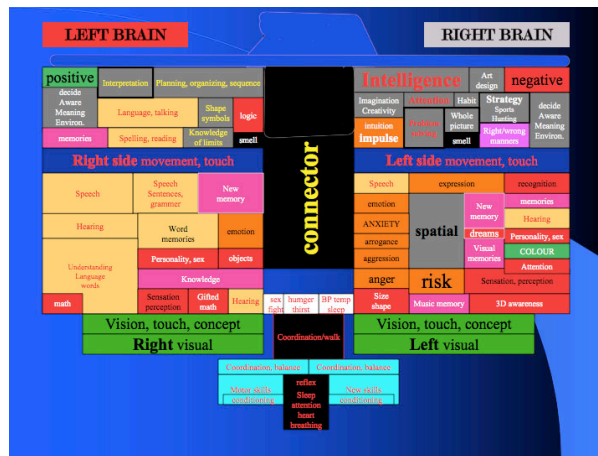 LEFT BRAIN
RIGHT BRAIN
positive
Interpretation
Planning, organizing, sequence
decide
Aware
Meaning
Environ.
Language, talking
Shape
symbols
logic
memories
Spelling, reading
Knowledge
of limits
smell
Right side movement, touch
Speech
Speech
Sentences,
grammer
New
memory
Hearing
Word
memories
emotion
Personality, sex
objects
Understanding
Language
words
Knowledge
math
Sensation
perception
Gifted
math
Hearing
Vision, touch, concept
Right visual
connector
sex
fight
humger
thirst
BP temp
sleep
Coordination/walk
Intelligence
Art
design
negative
Imagination
Creativity
Attention
Habit
Strategy
Sports
Hunting
decide
Aware
Meaning
Environ.
intuition
impulse
Problem
solving
Whole
picture
smell
Right/wrong
manners
Left side movement, touch
Speech
expression
recognition
emotion
spatial
New
memory
memories
Hearing
ANXIETY
arrogance
dreams
Personality, sex
aggression
Visual
memories
COLOUR
Attention
anger
risk
Sensation, perception
Size
shape
Music memory
3D awareness
Vision, touch, concept
Left visual
Coordination, balance
Coordination, balance
Motor skills
conditioning
reflex
Sleep
attention
heart
breathing
New skills
conditioning